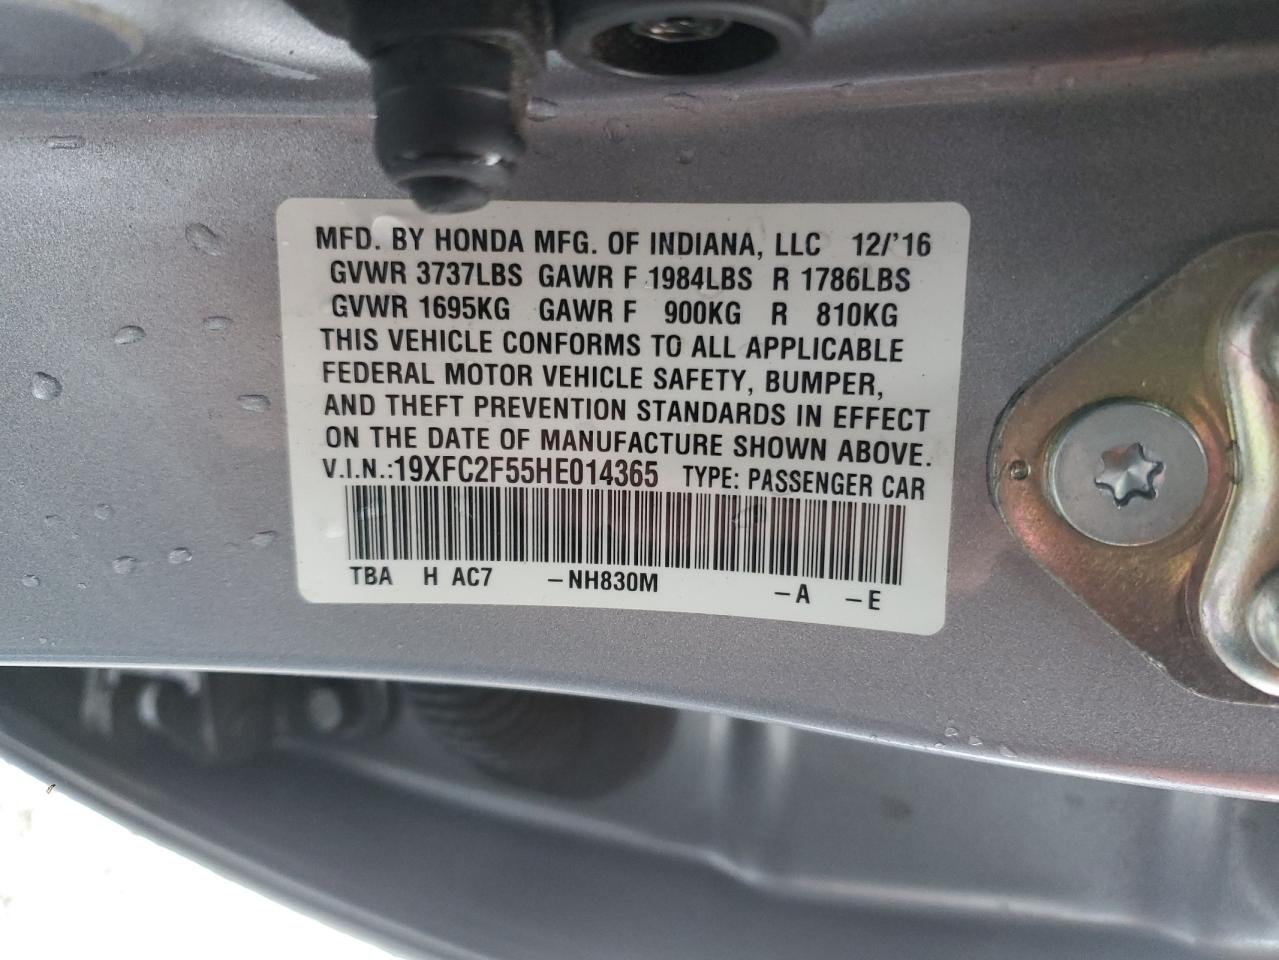 MFD. BY HONDA MFG. OF INDIANA, LLC 12/'16
GVWR 3737LBS GAWR F 1984LBS R 1786LBS
GVWR 1695KG GAWR F 900KG R 810KG
THIS VEHICLE CONFORMS TO ALL APPLICABLE
FEDERAL MOTOR VEHICLE SAFETY, BUMPER,
AND THEFT PREVENTION STANDARDS IN EFFECT
ON THE DATE OF MANUFACTURE SHOWN ABOVE.
V.I.N.:19XFC2F55HE014365 TYPE: PASSENGER CAR
TBA H AC7 -NH830M -A -E